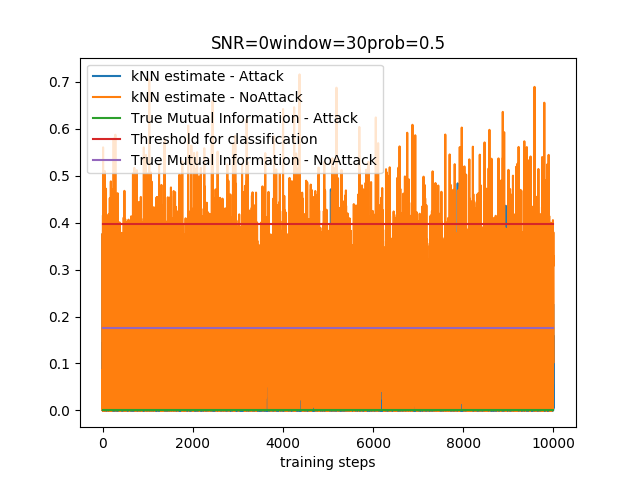 SNR=0window=30prob=0.5
kNN estimate - Attack
kNN estimate - NoAttack
True Mutual Information - Attack
Threshold for classification
True Mutual Information - NoAttack
0.7
0.6
0.5
0.4
0.3
0.2
0.1
0.0
0 2000 4000 6000 8000 10000
training steps